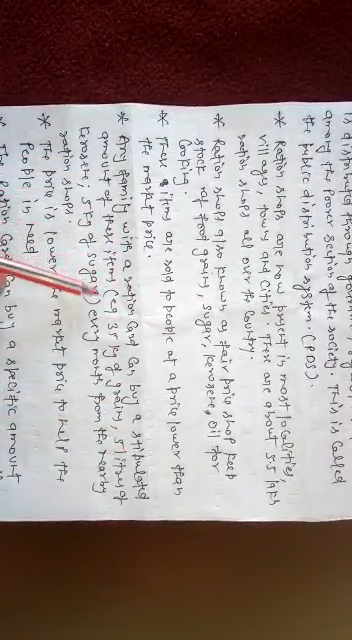 is distributed through
among the Poorer section of the society. This is called
the public distribution system. (PDS).
* Ration shops are now present in most localities,
villages, towns and Cities. There are about 5.5 lakh
ration shops all over the Country.
* Ration shops also known as fair price shop keep
stock of food grains, sugar, kerosene, oil for
Cooking.
* These items are sold to people at a price lower than
the market price.
* Any family with a ration Card Can buy a stipulated
amount of these items (eg 35 kg of grains, 5 litres of
kerosene, 5 kg of sugar) every month from the nearby
ration shops
* The price is lower market price to help the
People in need
* The Ration Can buy a specific amount